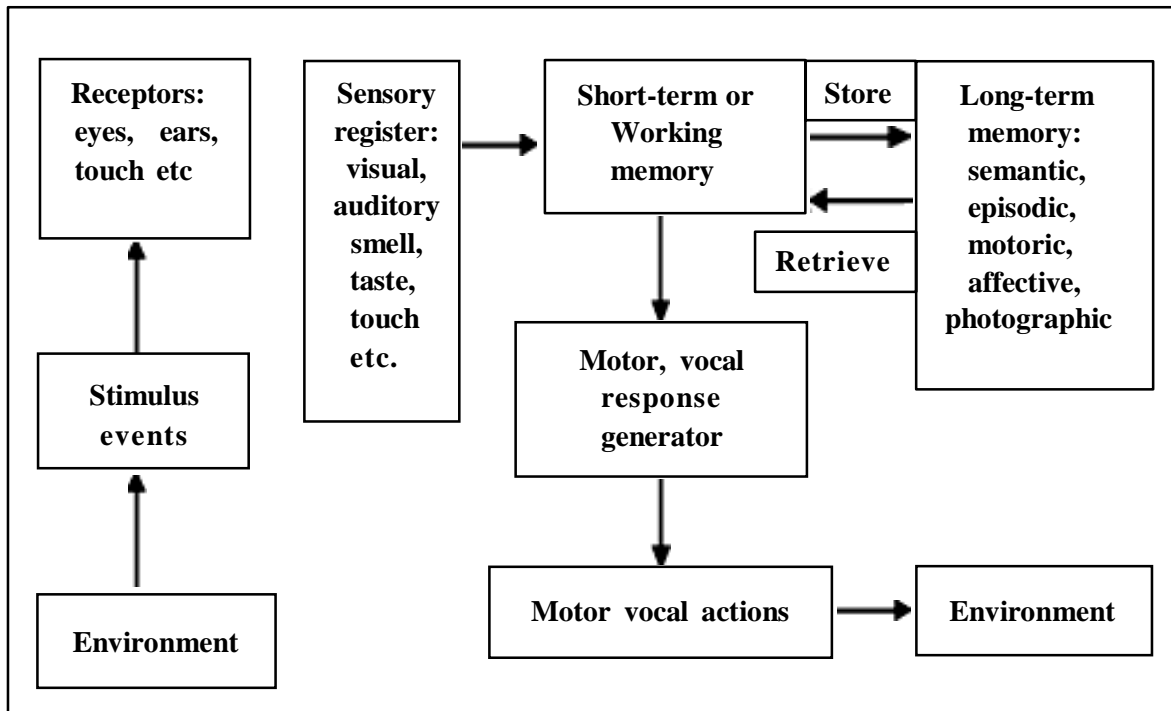 Receptors:
eyes, ears,
touch etc
Stimulus
events
Environment
Sensory
register:
visual,
auditory
smell,
taste,
touch
etc.
Short-term or
Working
memory
Store
Retrieve
Long-term
memory:
semantic,
episodic,
motoric,
affective,
photographic
Motor, vocal
response
generator
Motor vocal actions
Environment